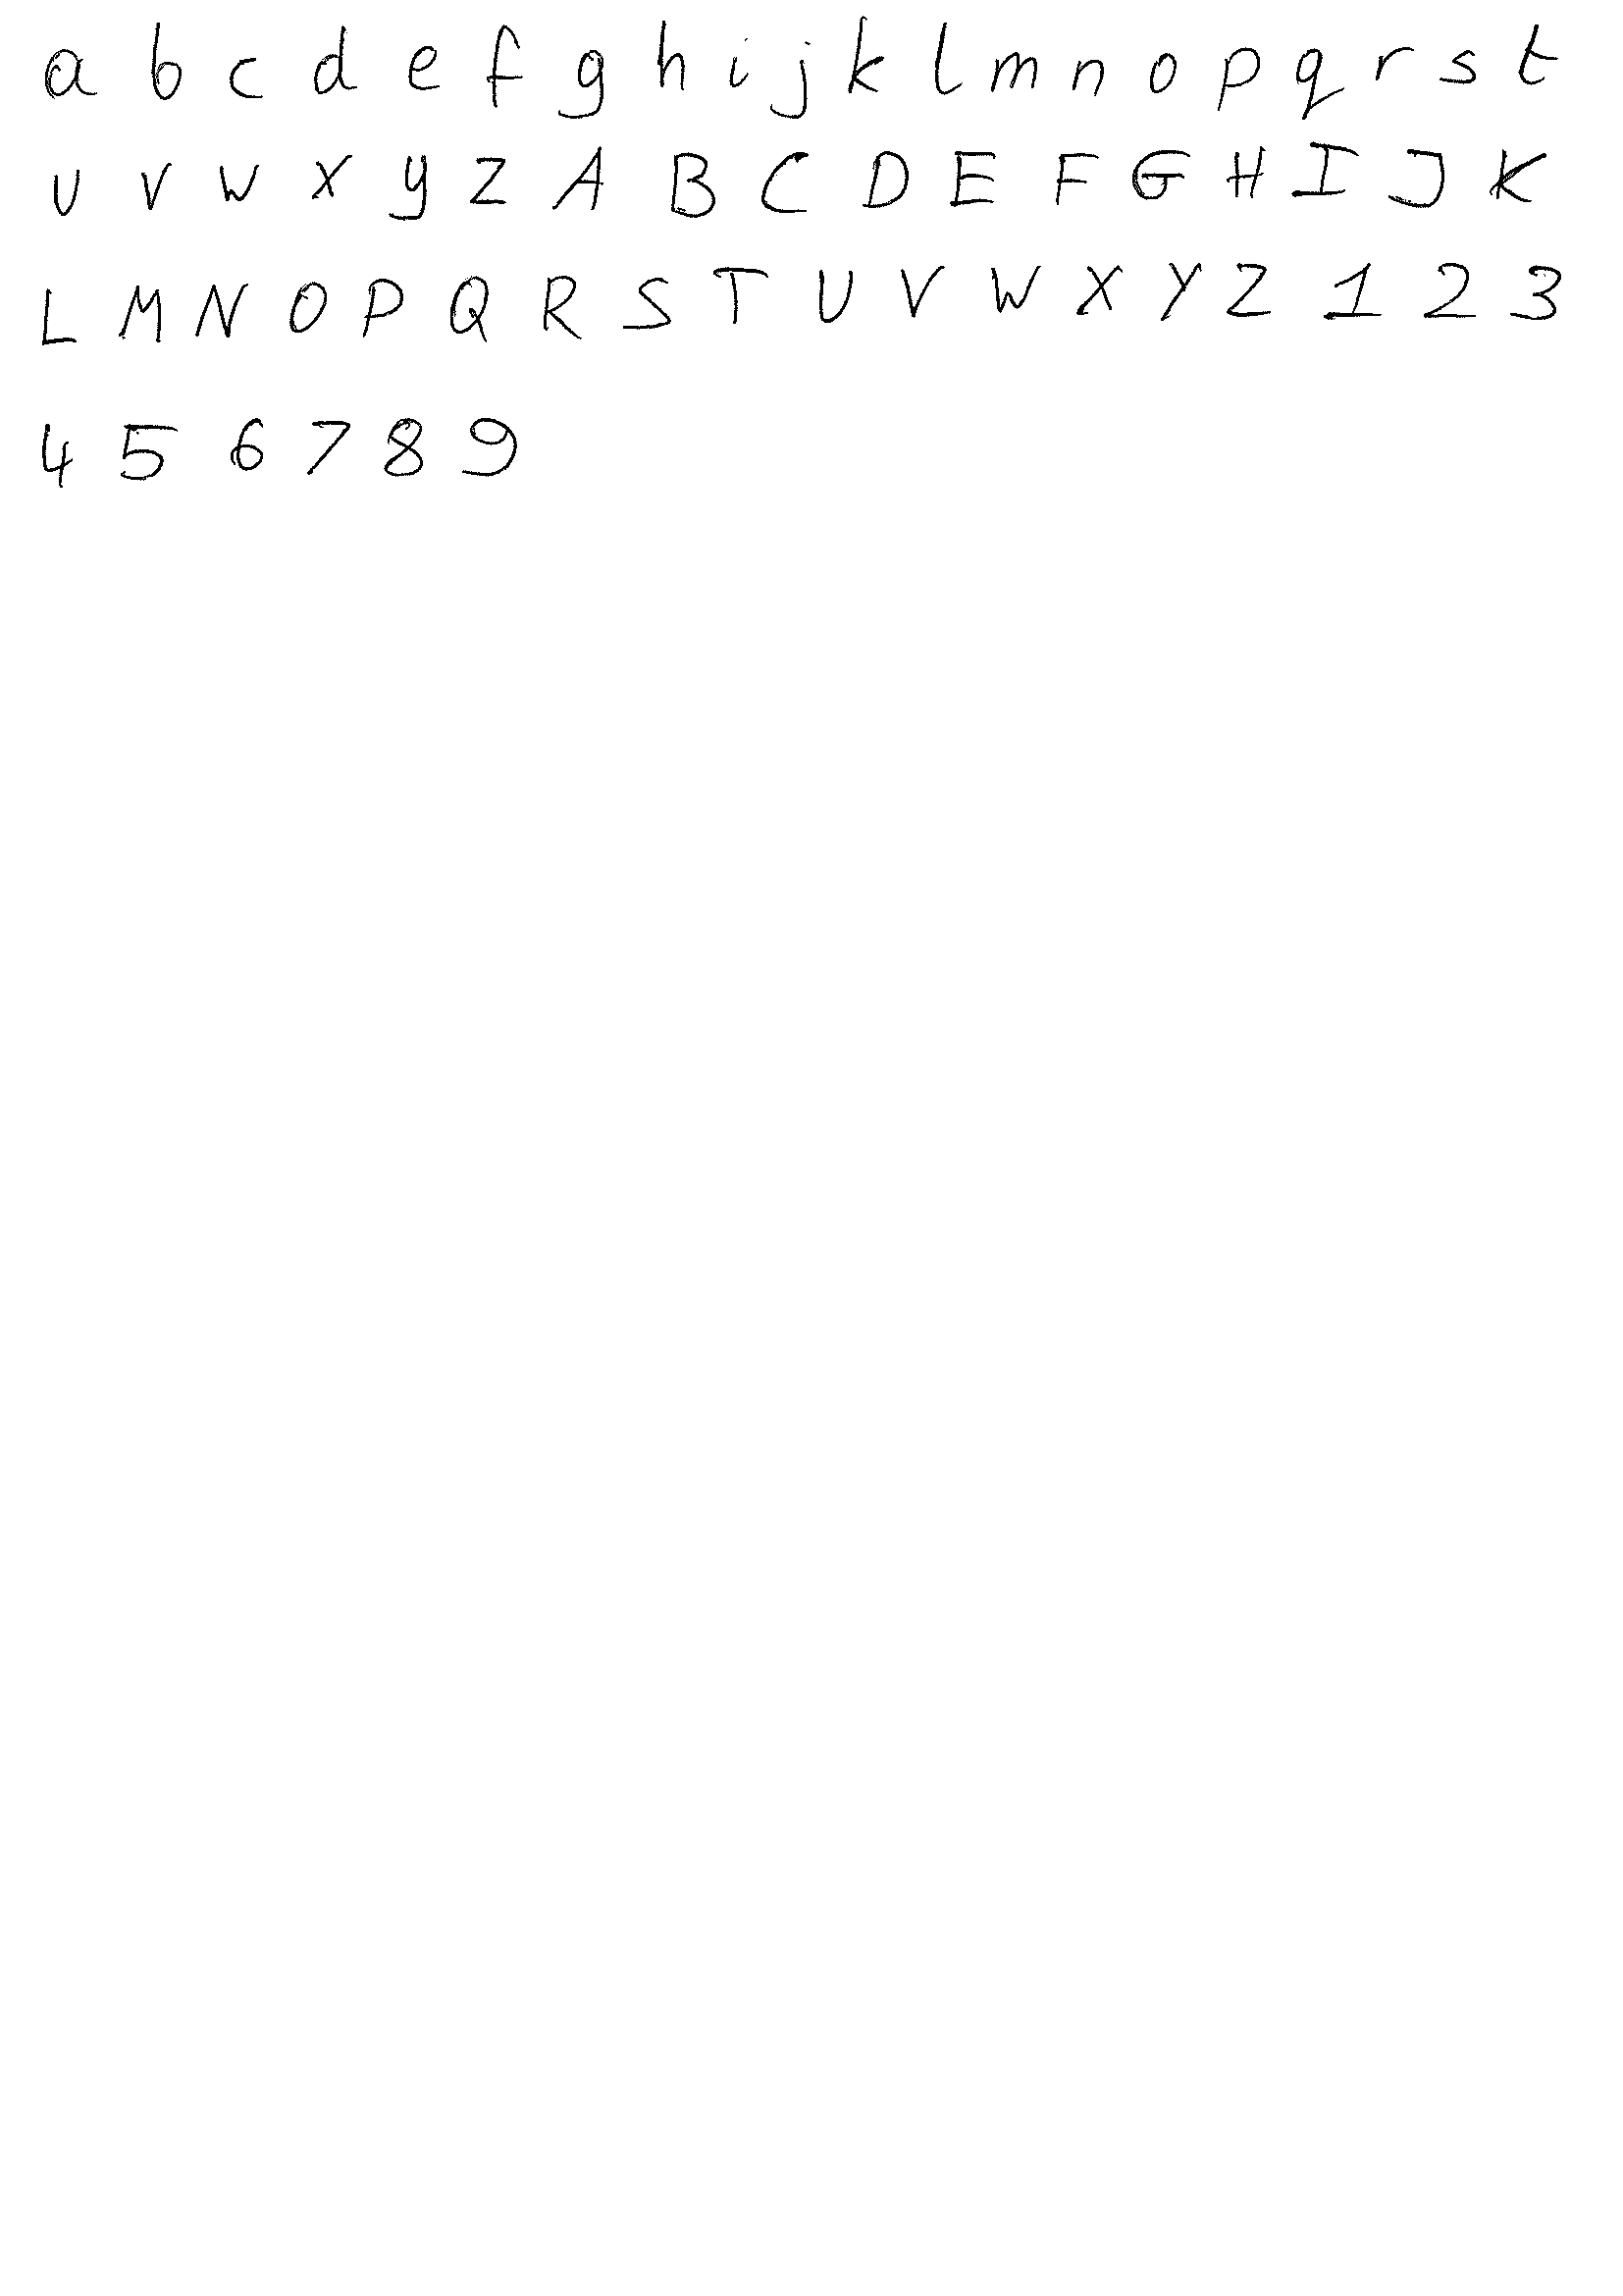 a b c d e f g h i j k l m n o p q r s t
u v w x y z A B C D E F G H I J K
L M N O P Q R S T U V W X Y Z 1 2 3
4 5 6 7 8 9